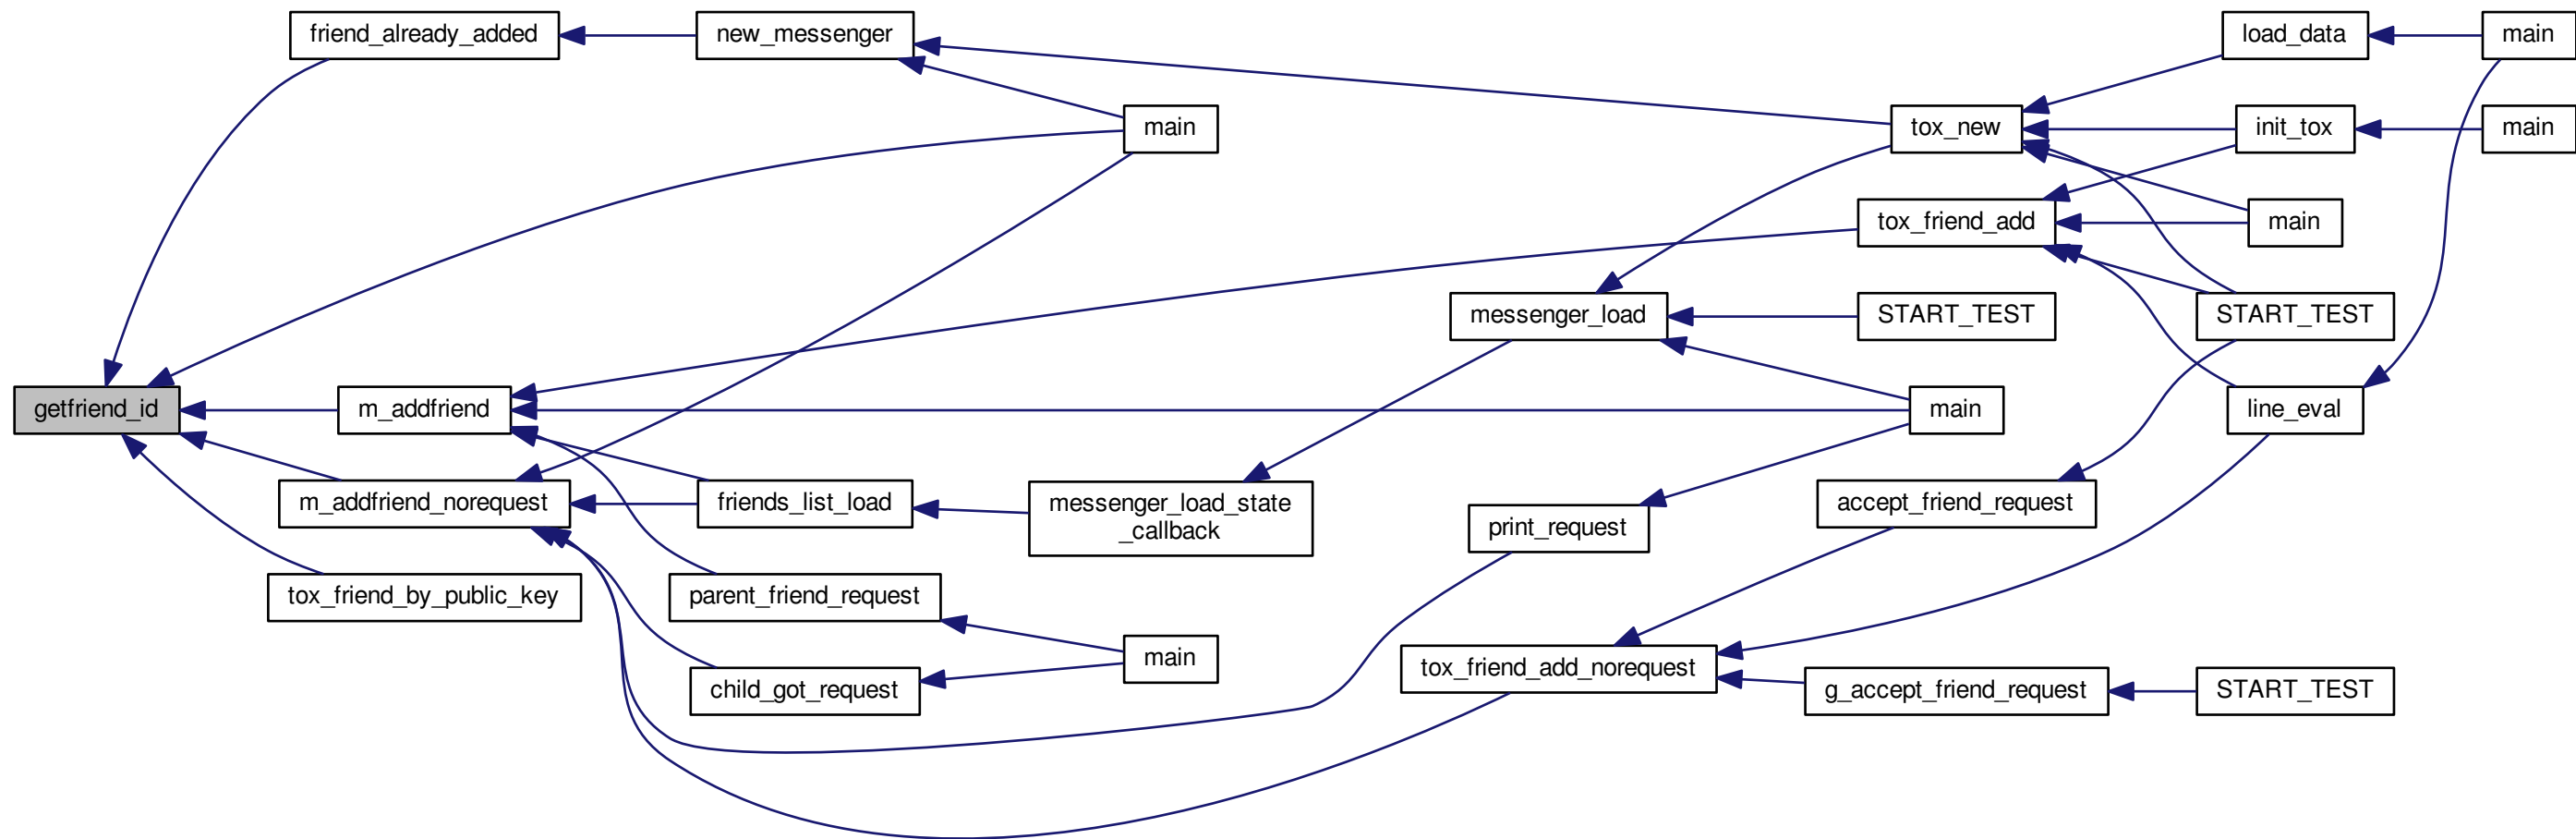 friend_already_added
new_messenger
load_data
main
main
tox_new
init_tox
main
tox_friend_add
main
messenger_load
START_TEST
START_TEST
getfriend_id
m_addfriend
main
line_eval
m_addfriend_norequest
friends_list_load
messenger_load_state
_callback
print_request
accept_friend_request
tox_friend_by_public_key
parent_friend_request
main
child_got_request
tox_friend_add_norequest
g_accept_friend_request
START_TEST